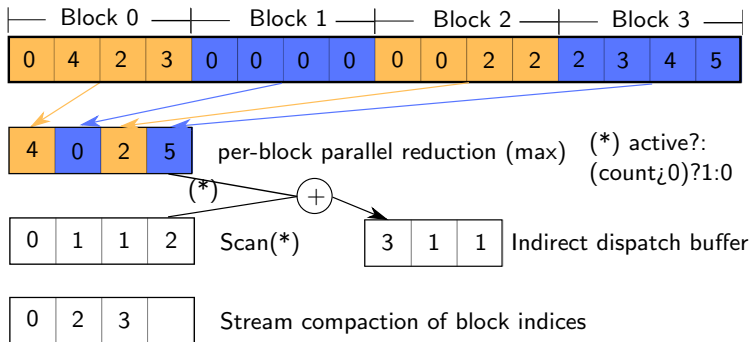 Block 0 Block 1 Block 2 Block 3
0 4 2 3 0 0 0 0 0 0 2 2 2 3 4 5
4 0 2 5 per-block parallel reduction (max) (*) active?:
(count¿0)?1:0
(*) +
0 1 1 2 Scan(*) 3 1 1 Indirect dispatch buffer
0 2 3 Stream compaction of block indices